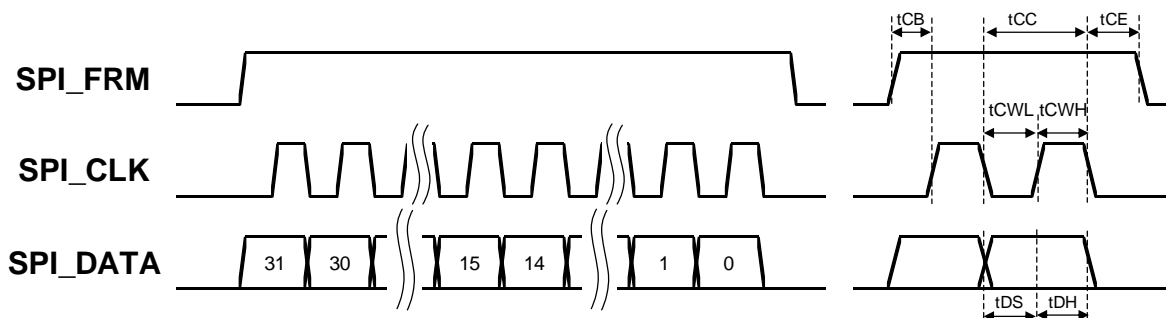 tCB tCC tCE
SPI_FRM
tCWL tCWH
SPI_CLK
SPI_DATA 31 30 15 14 1 0
tDS tDH